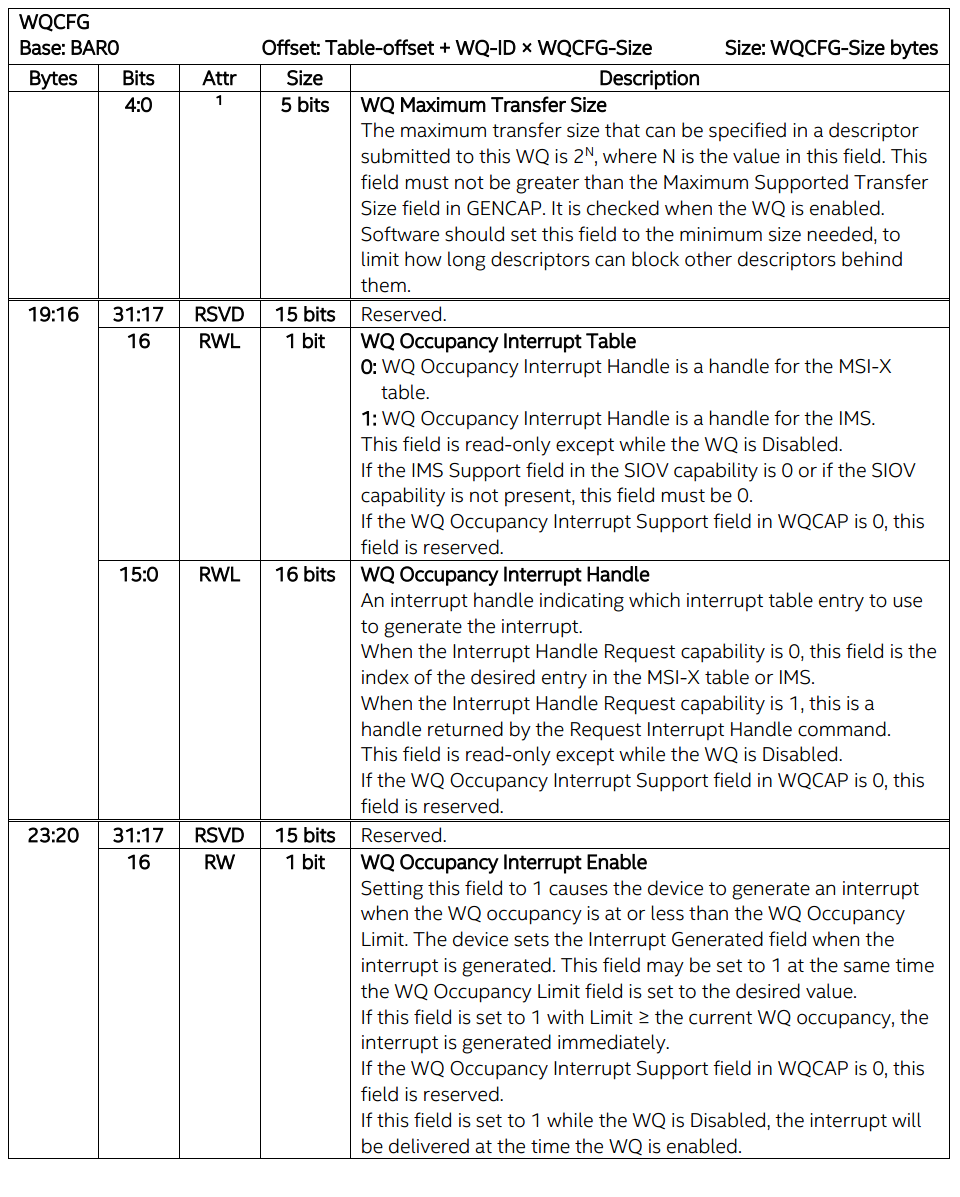 WQCFG
Base: BAR0 Offset: Table-offset + WQ-ID × WQCFG-Size Size: WQCFG-Size bytes
Bytes Bits Attr Size Description
4:0 1 5 bits WQ Maximum Transfer Size
The maximum transfer size that can be specified in a descriptor
submitted to this WQ is 2^N, where N is the value in this field. This
field must not be greater than the Maximum Supported Transfer
Size field in GENCAP. It is checked when the WQ is enabled.
Software should set this field to the minimum size needed, to
limit how long descriptors can block other descriptors behind
them.
19:16 31:17 RSVD 15 bits Reserved.
16 RWL 1 bit WQ Occupancy Interrupt Table
0: WQ Occupancy Interrupt Handle is a handle for the MSI-X
table.
1: WQ Occupancy Interrupt Handle is a handle for the IMS.
This field is read-only except while the WQ is Disabled.
If the IMS Support field in the SIOV capability is 0 or if the SIOV
capability is not present, this field must be 0.
If the WQ Occupancy Interrupt Support field in WQCAP is 0, this
field is reserved.
15:0 RWL 16 bits WQ Occupancy Interrupt Handle
An interrupt handle indicating which interrupt table entry to use
to generate the interrupt.
When the Interrupt Handle Request capability is 0, this field is the
index of the desired entry in the MSI-X table or IMS.
When the Interrupt Handle Request capability is 1, this is a
handle returned by the Request Interrupt Handle command.
This field is read-only except while the WQ is Disabled.
If the WQ Occupancy Interrupt Support field in WQCAP is 0, this
field is reserved.
23:20 31:17 RSVD 15 bits Reserved.
16 RW 1 bit WQ Occupancy Interrupt Enable
Setting this field to 1 causes the device to generate an interrupt
when the WQ occupancy is at or less than the WQ Occupancy
Limit. The device sets the Interrupt Generated field when the
interrupt is generated. This field may be set to 1 at the same time
the WQ Occupancy Limit field is set to the desired value.
If this field is set to 1 with Limit ≥ the current WQ occupancy, the
interrupt is generated immediately.
If the WQ Occupancy Interrupt Support field in WQCAP is 0, this
field is reserved.
If this field is set to 1 while the WQ is Disabled, the interrupt will
be delivered at the time the WQ is enabled.